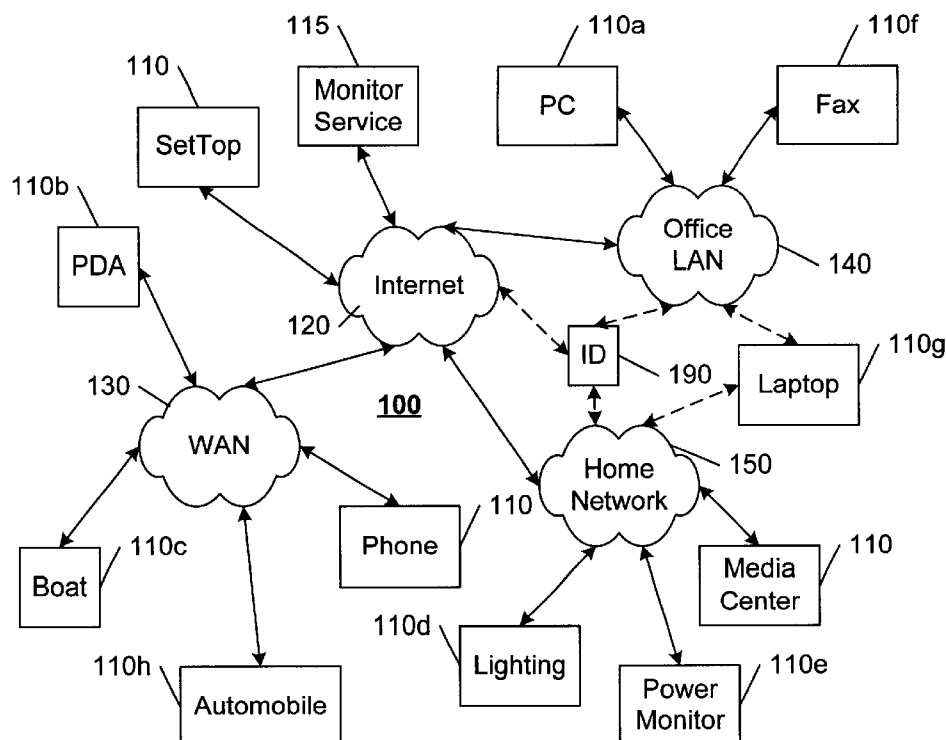 115
110a
110f
110
Monitor
Service
PC
Fax
SetTop
110b
PDA
Office
LAN
140
Internet
120
ID
190
110g
Laptop
130
100
WAN
150
Home
Network
110
Phone
110c
Boat
110
Media
Center
110d
Lighting
110h
Automobile
110e
Power
Monitor